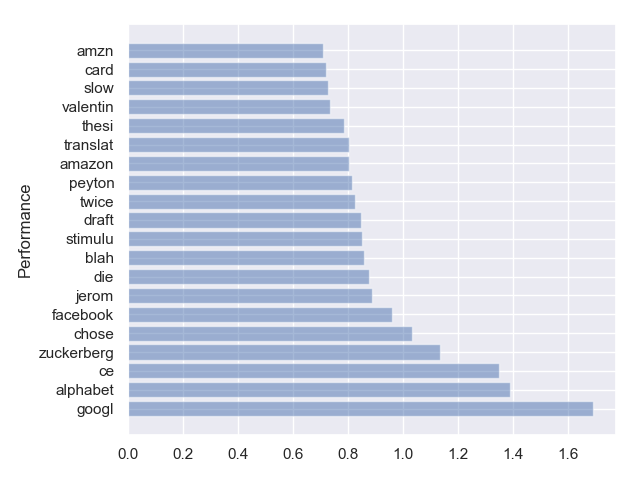 amzn
card
slow
valentin
thesi
translat
amazon
peyton
twice
draft
stimulu
blah
die
jerom
facebook
chose
zuckerberg
ce
alphabet
googl
Performance
0.0 0.2 0.4 0.6 0.8 1.0 1.2 1.4 1.6